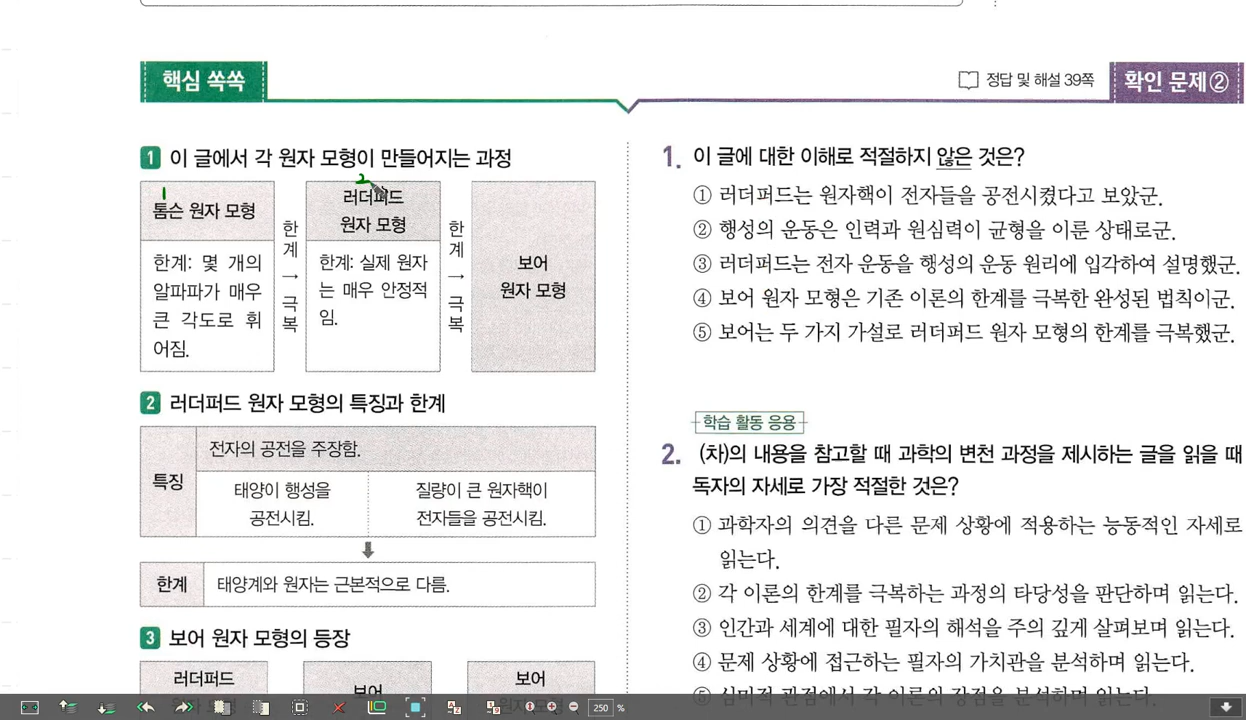 핵심 쏙쏙
정답 및 해설 39쪽
확인 문제②
1 이 글에서 각 원자 모형이 만들어지는 과정
1
톰슨 원자 모형
한계: 몇 개의
알파파가 매우
큰 각도로 휘
어짐.
한계→극복
2
러더퍼드
원자 모형
한계: 실제 원자
는 매우 안정적
임.
한계→극복
보어
원자 모형
2 러더퍼드 원자 모형의 특징과 한계
특징
전자의 공전을 주장함.
태양이 행성을
공전시킴.
질량이 큰 원자핵이
전자들을 공전시킴.
한계
태양계와 원자는 근본적으로 다름.
3 보어 원자 모형의 등장
러더퍼드
보어
보어
1. 이 글에 대한 이해로 적절하지 않은 것은?
① 러더퍼드는 원자핵이 전자들을 공전시켰다고 보았군.
② 행성의 운동은 인력과 원심력이 균형을 이룬 상태로군.
③ 러더퍼드는 전자 운동을 행성의 운동 원리에 입각하여 설명했군.
④ 보어 원자 모형은 기존 이론의 한계를 극복한 완성된 법칙이군.
⑤ 보어는 두 가지 가설로 러더퍼드 원자 모형의 한계를 극복했군.
학습 활동 응용
2. (차)의 내용을 참고할 때 과학의 변천 과정을 제시하는 글을 읽을 때
독자의 자세로 가장 적절한 것은?
① 과학자의 의견을 다른 문제 상황에 적용하는 능동적인 자세로
읽는다.
② 각 이론의 한계를 극복하는 과정의 타당성을 판단하며 읽는다.
③ 인간과 세계에 대한 필자의 해석을 주의 깊게 살펴보며 읽는다.
④ 문제 상황에 접근하는 필자의 가치관을 분석하며 읽는다.
⑤ 심미적 관점에서 각 이론의 장점을 분석하며 읽는다.
250 %